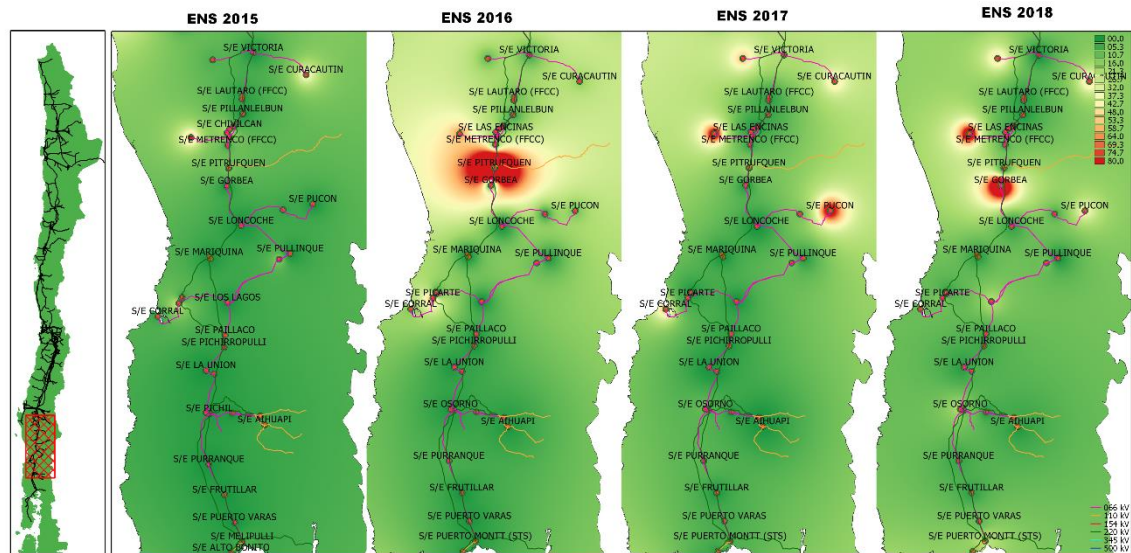 ENS 2015
ENS 2016
ENS 2017
ENS 2018
S/E VICTORIA
S/E CURACAUTIN
S/E LAUTARO (FFCC)
S/E PILLANLELBUN
S/E CHIVILCAN
S/E METRENCO (FFCC)
S/E PITRUFQUEN
S/E GORBEA
S/E PUCON
S/E LONCOCHE
S/E MARIQUINA
S/E PULLINQUE
S/E LOS LAGOS
S/E CORRAL
S/E PAILLACO
S/E PICHIRROPULLI
S/E LA UNION
S/E PICHIL
S/E AIHUAPI
S/E PURRANQUE
S/E FRUTILLAR
S/E PUERTO VARAS
S/E MELIPULLI
S/E ALTO BONITO
S/E VICTORIA
S/E CURACAUTIN
S/E LAUTARO (FFCC)
S/E PILLANLELBUN
S/E LAS ENCINAS
S/E METRENCO (FFCC)
S/E PITRUFQUEN
S/E GORBEA
S/E PUCON
S/E LONCOCHE
S/E MARIQUINA
S/E PULLINQUE
S/E PICARTE
S/E CORRAL
S/E PAILLACO
S/E PICHIRROPULLI
S/E LA UNION
S/E OSORNO
S/E AIHUAPI
S/E PURRANQUE
S/E FRUTILLAR
S/E PUERTO VARAS
S/E PUERTO MONTT (STS)
S/E VICTORIA
S/E CURACAUTIN
S/E LAUTARO (FFCC)
S/E PILLANLELBUN
S/E LAS ENCINAS
S/E METRENCO (FFCC)
S/E PITRUFQUEN
S/E GORBEA
S/E PUCON
S/E LONCOCHE
S/E MARIQUINA
S/E PULLINQUE
S/E PICARTE
S/E CORRAL
S/E PAILLACO
S/E PICHIRROPULLI
S/E LA UNION
S/E OSORNO
S/E AIHUAPI
S/E PURRANQUE
S/E FRUTILLAR
S/E PUERTO VARAS
S/E PUERTO MONTT (STS)
S/E VICTORIA
S/E CURACAUTIN
S/E LAUTARO (FFCC)
S/E PILLANLELBUN
S/E LAS ENCINAS
S/E METRENCO (FFCC)
S/E PITRUFQUEN
S/E GORBEA
S/E PUCON
S/E LONCOCHE
S/E MARIQUINA
S/E PULLINQUE
S/E PICARTE
S/E CORRAL
S/E PAILLACO
S/E PICHIRROPULLI
S/E LA UNION
S/E OSORNO
S/E AIHUAPI
S/E PURRANQUE
S/E FRUTILLAR
S/E PUERTO VARAS
S/E PUERTO MONTT (STS)
00.0
05.3
10.7
16.0
21.3
32.0
37.3
42.7
48.0
53.3
58.7
64.0
69.3
74.7
80.0
066 kV
110 kV
154 kV
220 kV
345 kV
500 kV